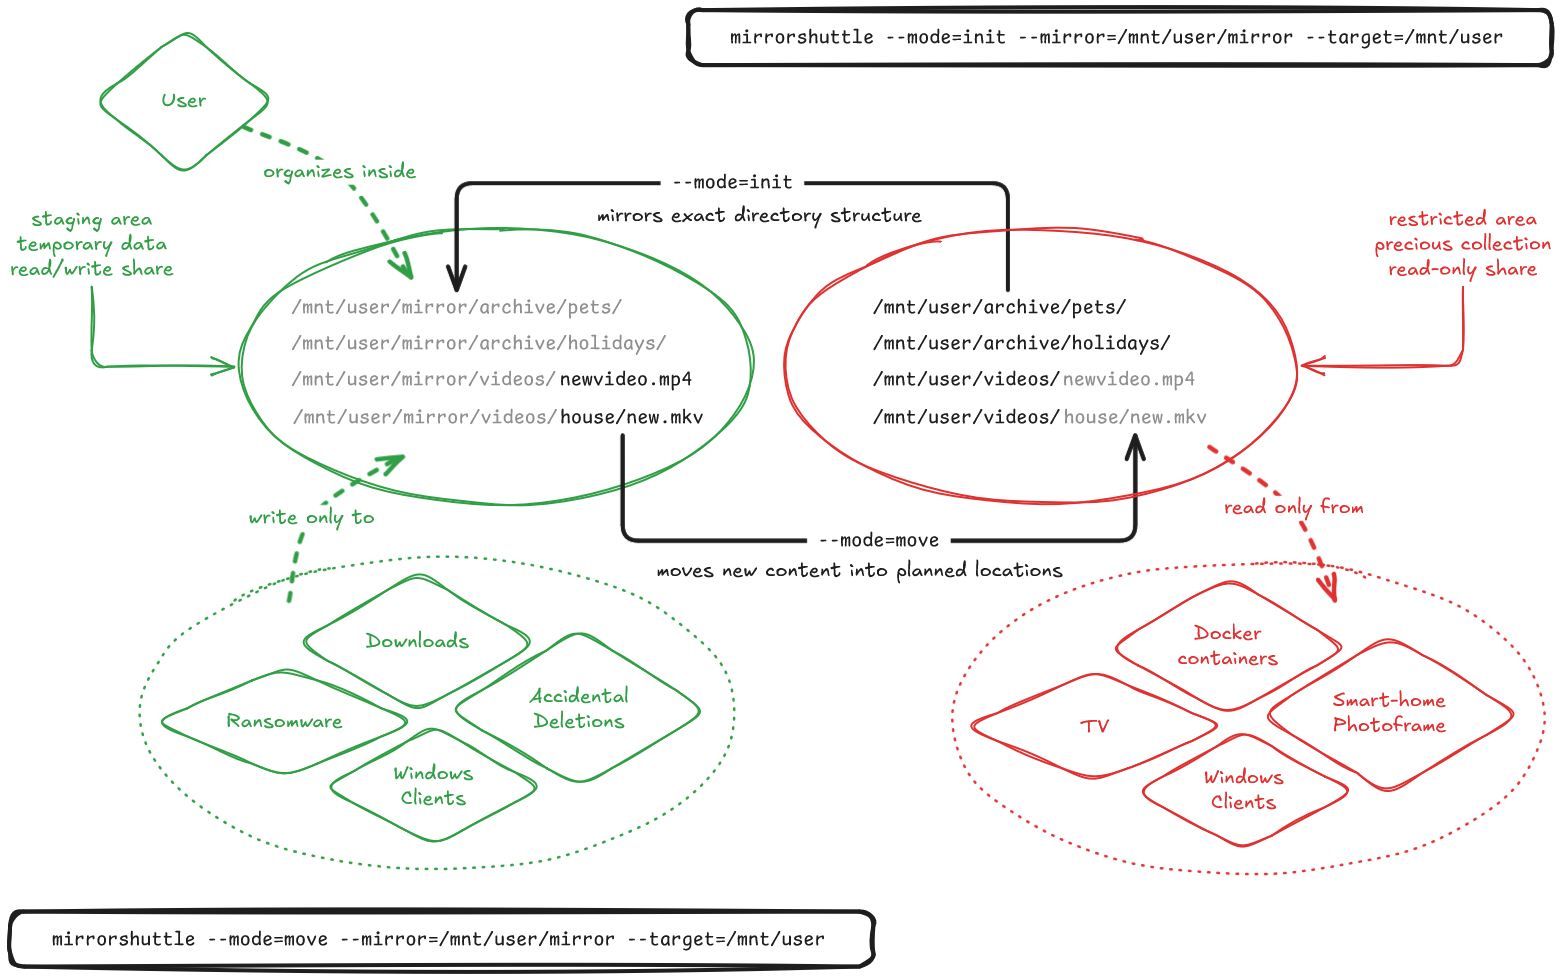 mirrorshuttle --mode=init --mirror=/mnt/user/mirror --target=/mnt/user
User
organizes inside
staging area
temporary data
read/write share
--mode=init
mirrors exact directory structure
restricted area
precious collection
read-only share
/mnt/user/mirror/archive/pets/
/mnt/user/mirror/archive/holidays/
/mnt/user/mirror/videos/newvideo.mp4
/mnt/user/mirror/videos/house/new.mkv
/mnt/user/archive/pets/
/mnt/user/archive/holidays/
/mnt/user/videos/newvideo.mp4
/mnt/user/videos/house/new.mkv
write only to
--mode=move
moves new content into planned locations
read only from
Downloads
Ransomware
Accidental
Deletions
Windows
Clients
Docker
containers
TV
Smart-home
Photoframe
Windows
Clients
mirrorshuttle --mode=move --mirror=/mnt/user/mirror --target=/mnt/user